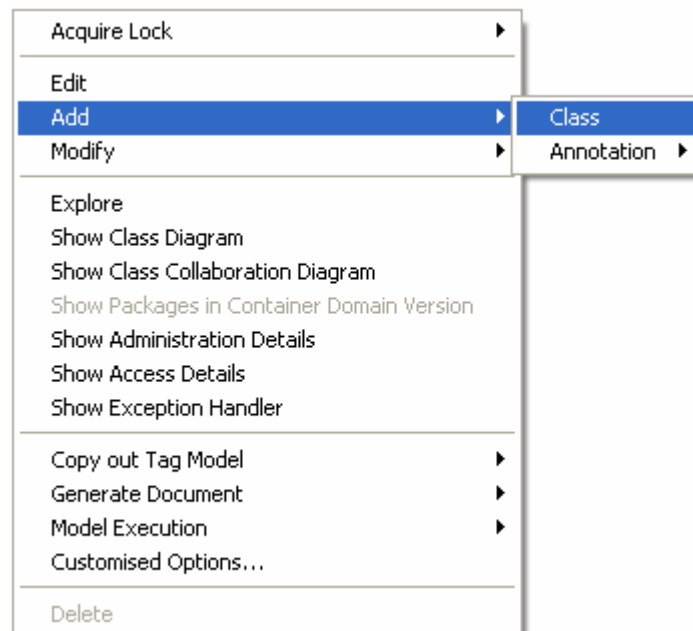 Acquire Lock
Edit
Add
Class
Modify
Annotation
Explore
Show Class Diagram
Show Class Collaboration Diagram
Show Packages in Container Domain Version
Show Administration Details
Show Access Details
Show Exception Handler
Copy out Tag Model
Generate Document
Model Execution
Customised Options...
Delete